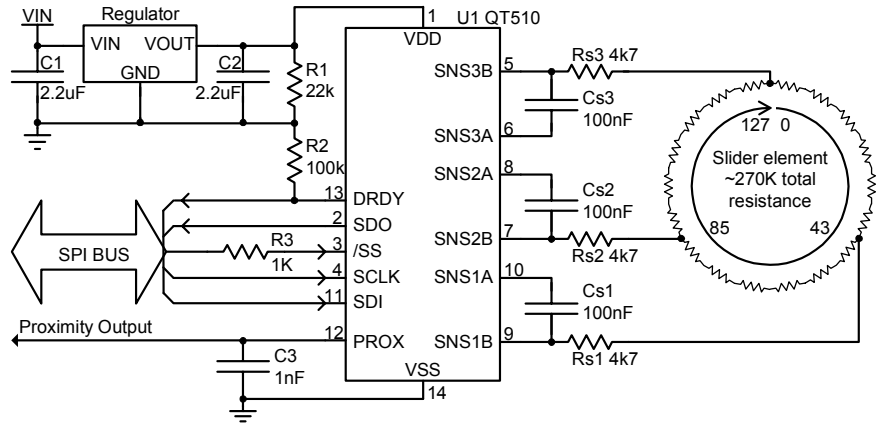 VIN
Regulator
VIN
VOUT
GND
C1
2.2uF
C2
2.2uF
R1
22k
R2
100k
SPI BUS
R3
1K
Proximity Output
C3
1nF
U1 QT510
1
VDD
13
DRDY
2
SDO
3
/SS
4
SCLK
11
SDI
12
PROX
VSS
14
SNS3B
5
SNS3A
6
SNS2A
8
SNS2B
7
SNS1A
10
SNS1B
9
Rs3 4k7
Cs3
100nF
Cs2
100nF
Rs2 4k7
Cs1
100nF
Rs1 4k7
127 0
Slider element
~270K total
resistance
85
43